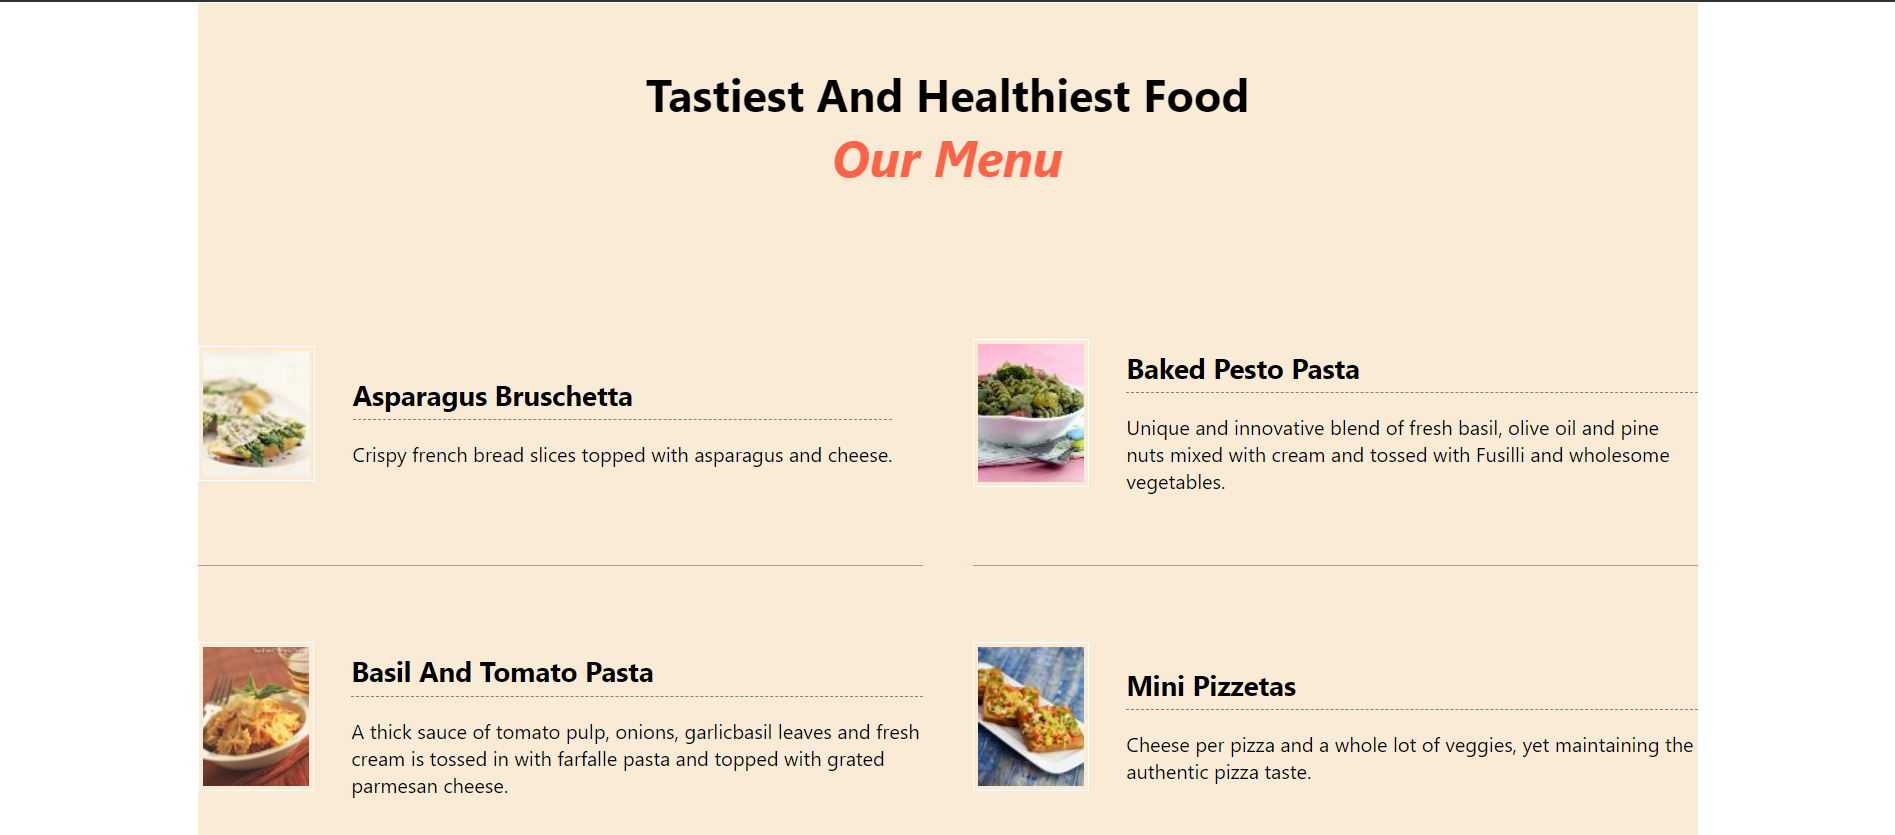 Tastiest And Healthiest Food
Our Menu
Asparagus Bruschetta
Crispy french bread slices topped with asparagus and cheese.
Baked Pesto Pasta
Unique and innovative blend of fresh basil, olive oil and pine
nuts mixed with cream and tossed with Fusilli and wholesome
vegetables.
Basil And Tomato Pasta
A thick sauce of tomato pulp, onions, garlicbasil leaves and fresh
cream is tossed in with farfalle pasta and topped with grated
parmesan cheese.
Mini Pizzetas
Cheese per pizza and a whole lot of veggies, yet maintaining the
authentic pizza taste.